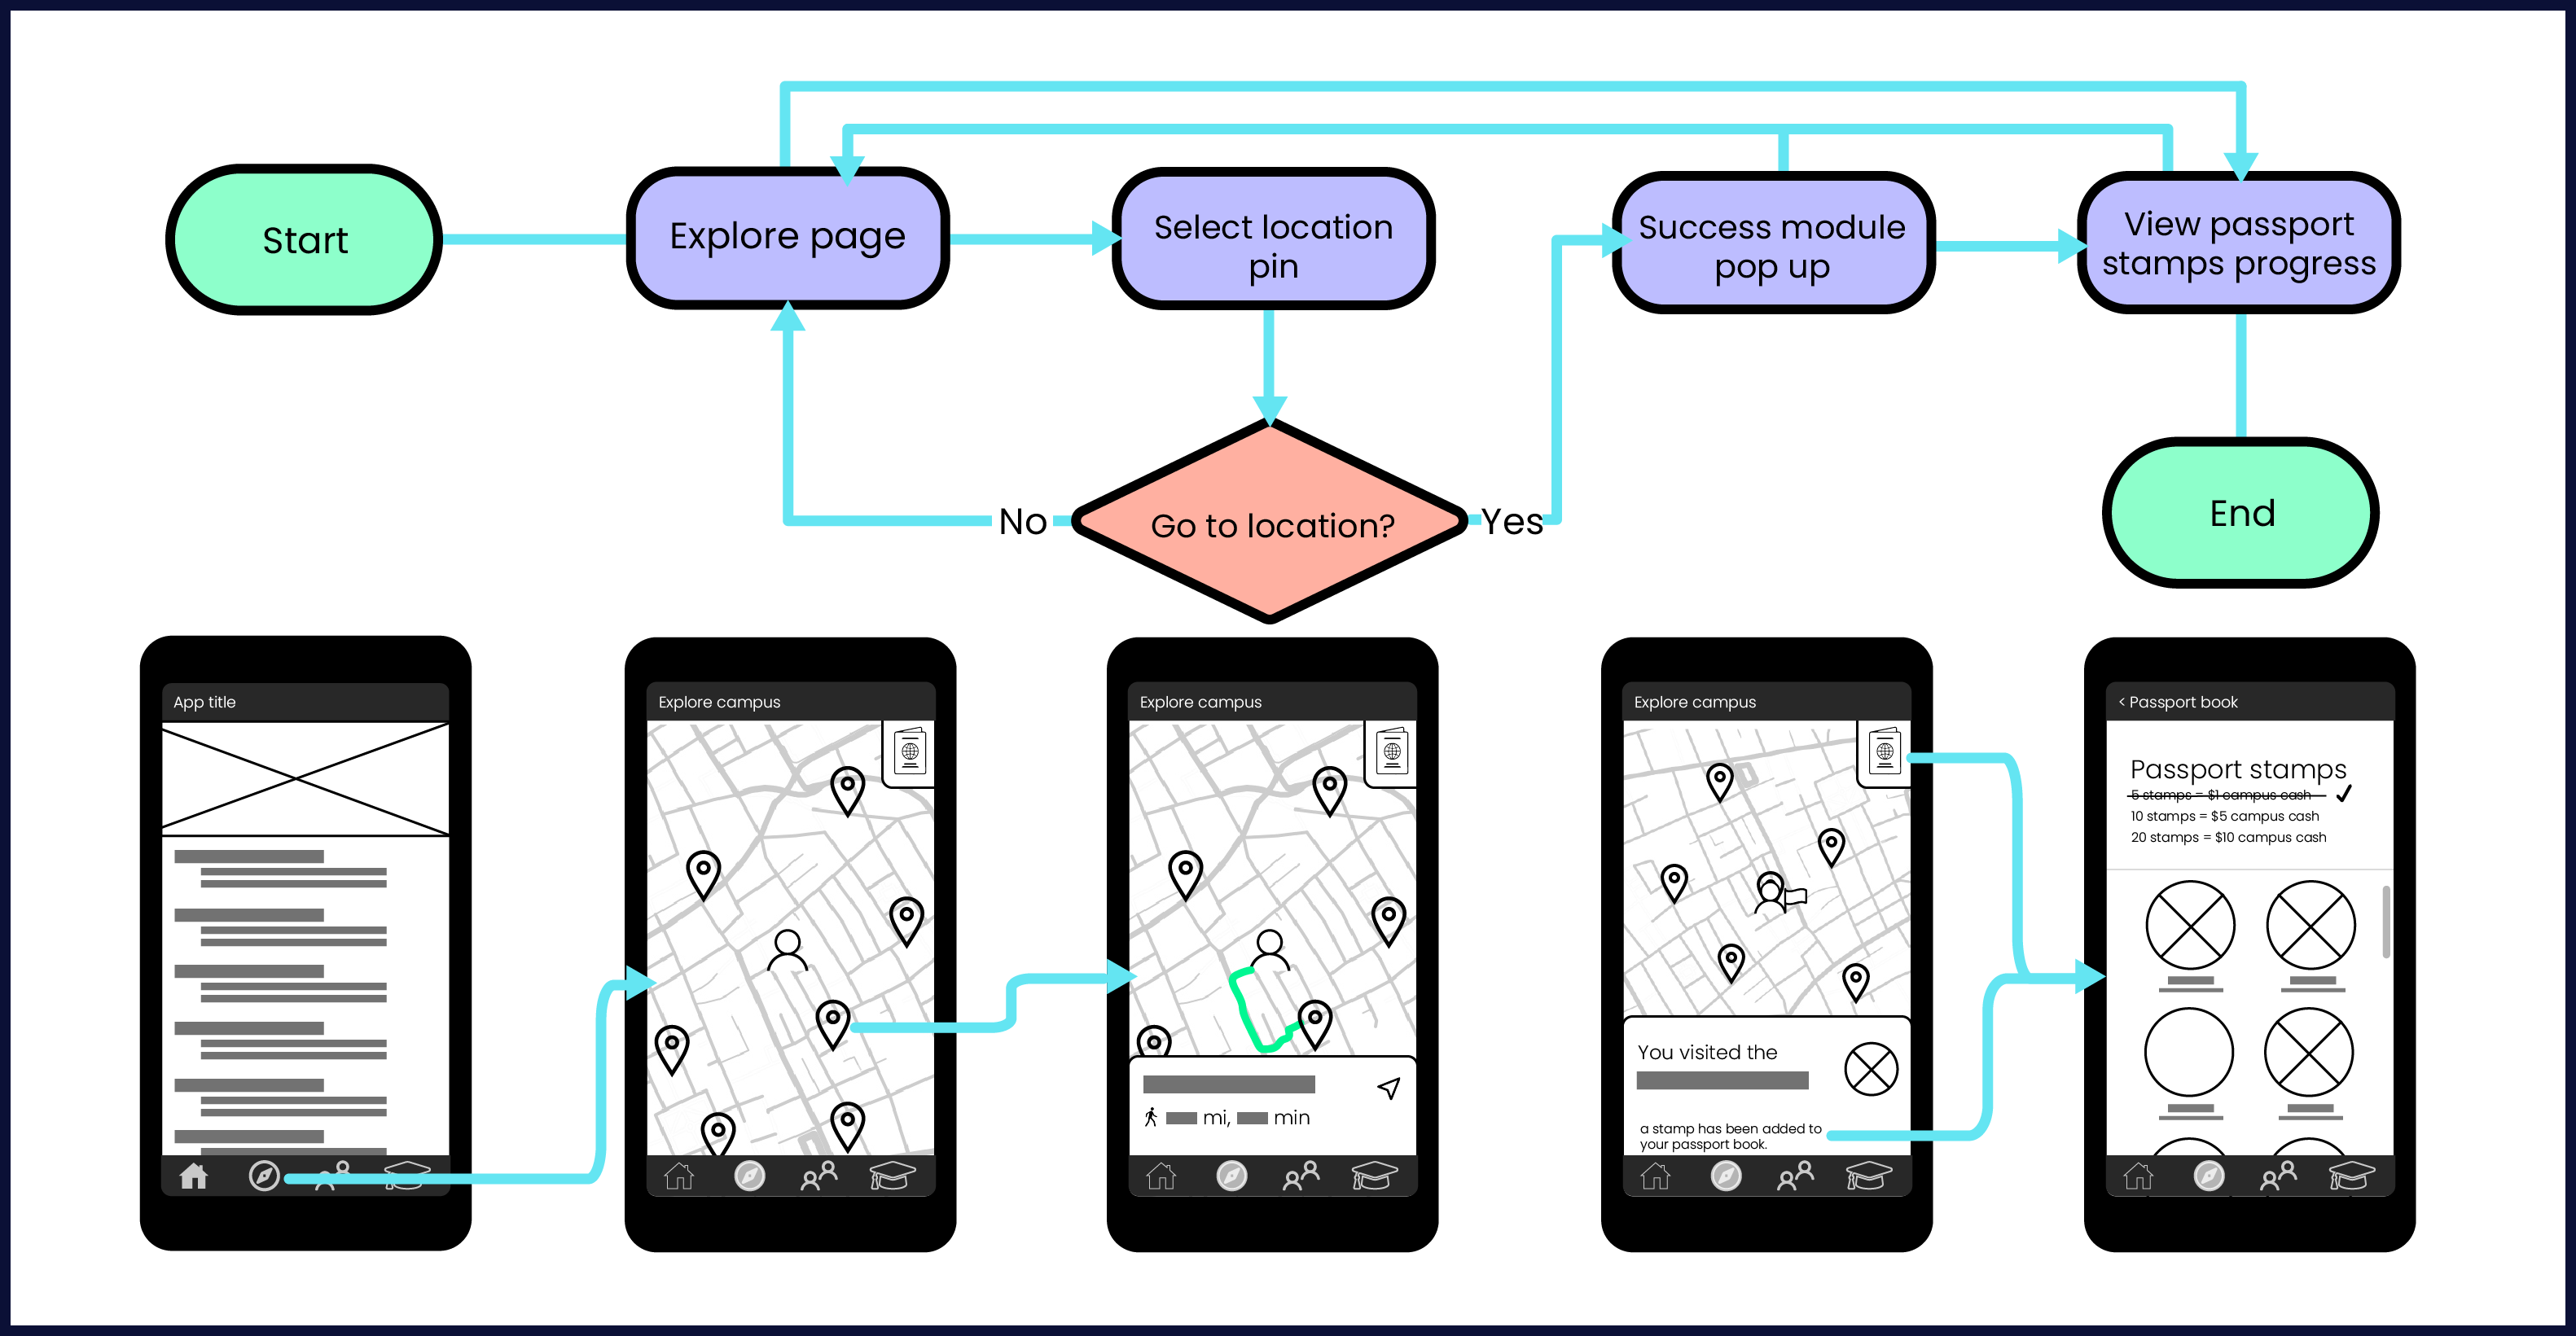 Start
Explore page
Select location
pin
Success module
pop up
View passport
stamps progress
No
Go to location?
Yes
End
App title
Explore campus
Explore campus
mi, min
Explore campus
You visited the
a stamp has been added to
your passport book.
< Passport book
Passport stamps
5 stamps = $1 campus cash
10 stamps = $5 campus cash
20 stamps = $10 campus cash